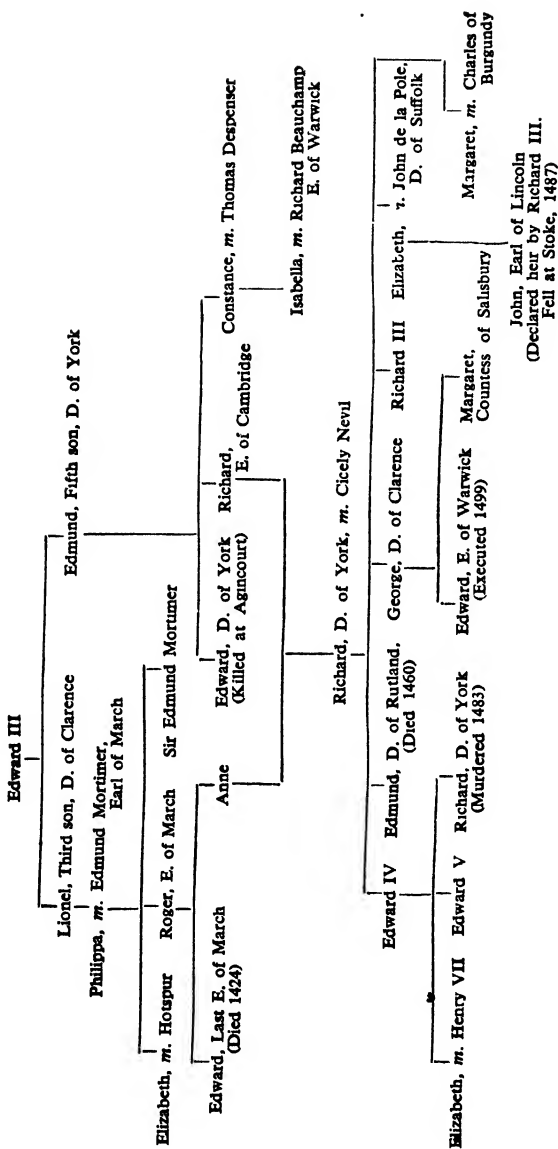 Edward III
Lionel, Third son, D. of Clarence
Edmund, Fifth son, D. of York
Philippa, m. Edmund Mortimer,
Earl of March
Elizabeth, m. Hotspur
Roger, E. of March
Sir Edmund Mortimer
Edward, D. of York
(Killed at Agincourt)
Richard,
E. of Cambridge
Constance, m. Thomas Despenser
Edward, Last E. of March
(Died 1424)
Anne
Isabella, m. Richard Beauchamp
E. of Warwick
Richard, D. of York, m. Cicely Nevil
Edward IV
Edmund, D. of Rutland,
(Died 1460)
George, D. of Clarence
Richard III
Elizabeth, m. John de la Pole,
D. of Suffolk
Margaret, m. Charles of
Burgundy
Elizabeth, m. Henry VII
Edward V
Richard, D. of York
(Murdered 1483)
Edward, E. of Warwick
(Executed 1499)
Margaret,
Countess of Salisbury
John, Earl of Lincoln
(Declared heir by Richard III.
Fell at Stoke, 1487)